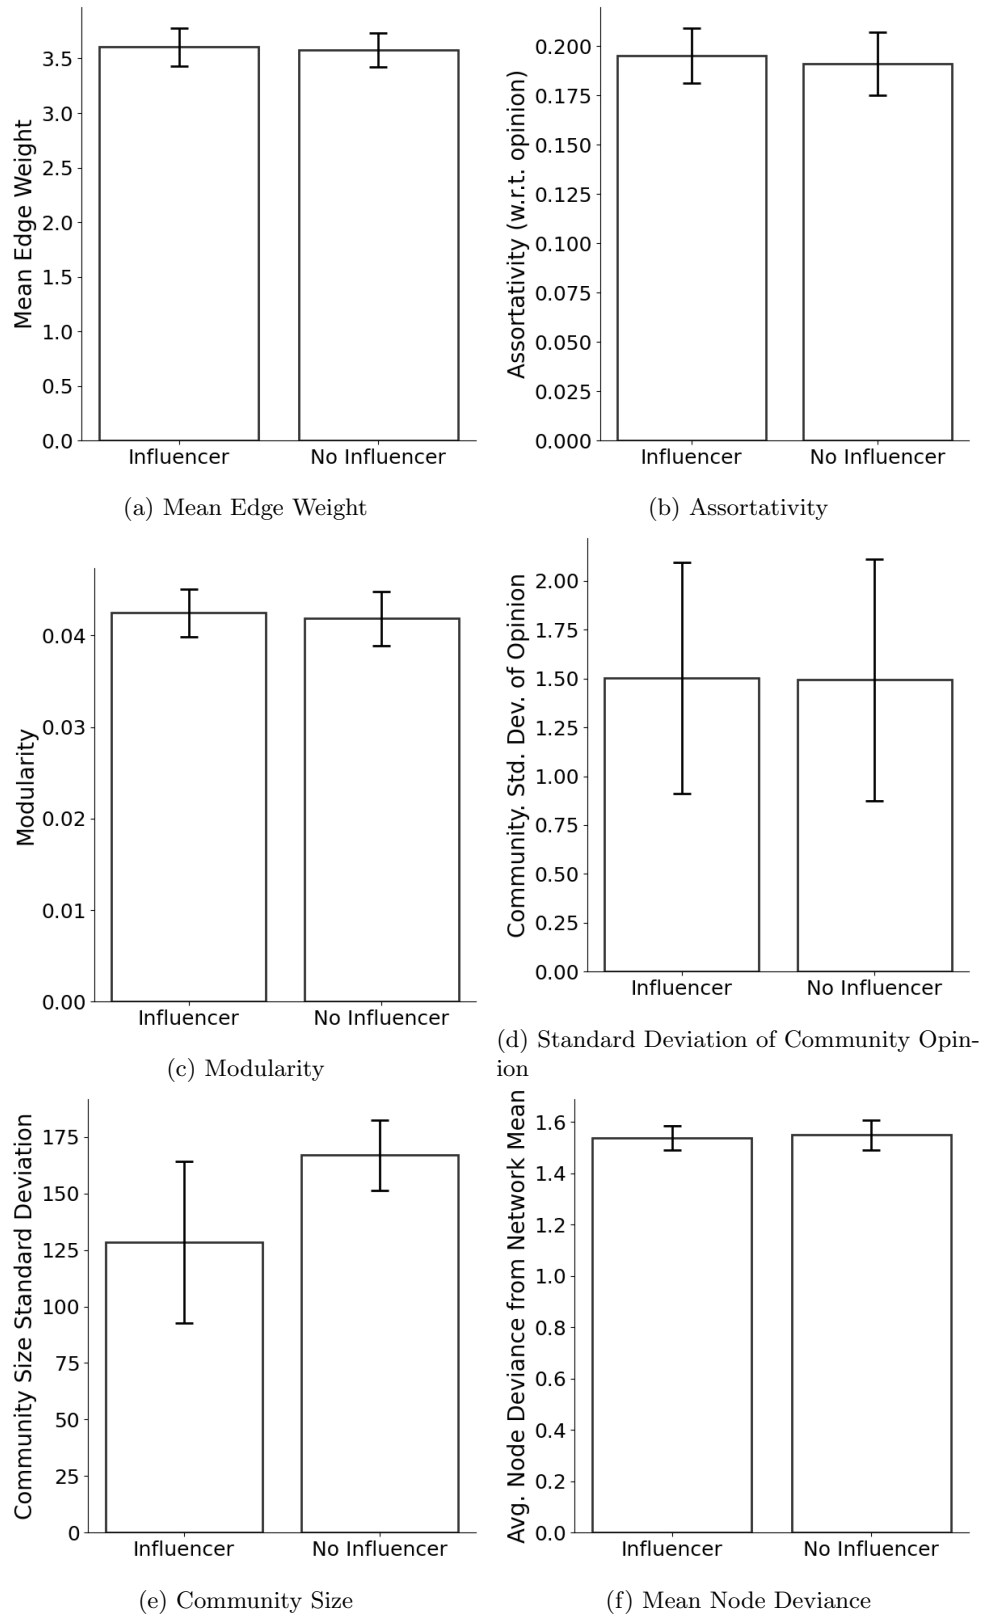 Mean Edge Weight
3.5
3.0
2.5
2.0
1.5
1.0
0.5
0.0
Influencer No Influencer
(a) Mean Edge Weight
Assortativity (w.r.t. opinion)
0.200
0.175
0.150
0.125
0.100
0.075
0.050
0.025
0.000
Influencer No Influencer
(b) Assortativity
Modularity
0.04
0.03
0.02
0.01
0.00
Influencer No Influencer
(c) Modularity
Community. Std. Dev. of Opinion
2.00
1.75
1.50
1.25
1.00
0.75
0.50
0.25
0.00
Influencer No Influencer
(d) Standard Deviation of Community Opin-
ion
Community Size Standard Deviation
175
150
125
100
75
50
25
0
Influencer No Influencer
(e) Community Size
Avg. Node Deviance from Network Mean
1.6
1.4
1.2
1.0
0.8
0.6
0.4
0.2
0.0
Influencer No Influencer
(f) Mean Node Deviance